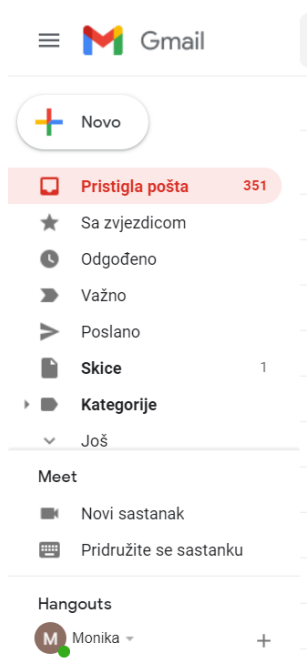 Gmail
Novo
Pristigla pošta 351
Sa zvjezdicom
Odgođeno
Važno
Poslano
Skice 1
Kategorije
Još
Meet
Novi sastanak
Pridružite se sastanku
Hangouts
M Monika